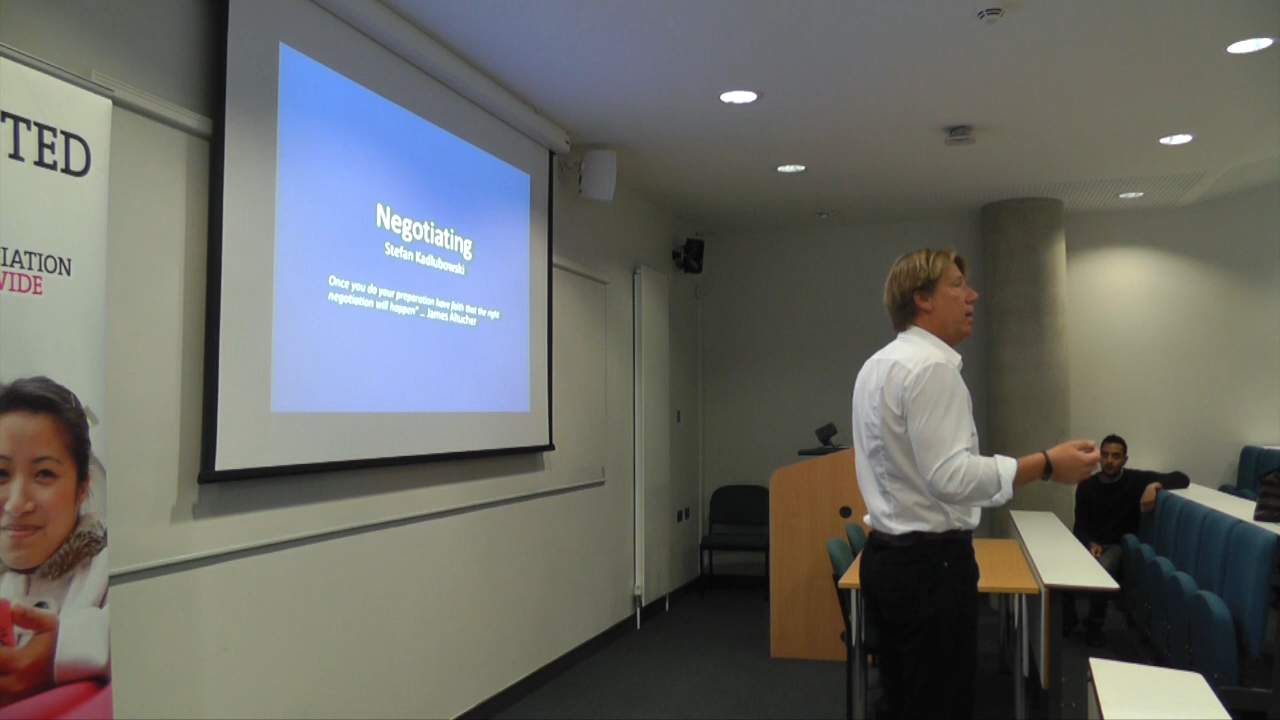 TED
IATION
VIDE
Negotiating
Stefan Kadlubowski
Once you do your preparation have faith that the right
negotiation will happen" _ James Altucher